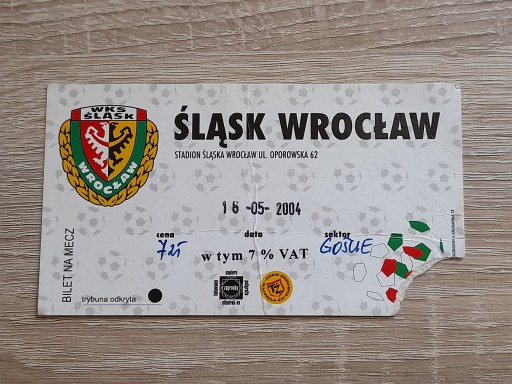 WKS
ŚLĄSK
WROCŁAW
ŚLĄSK WROCŁAW
STADION ŚLĄSKA WROCŁAW UL. OPOROWSKA 62
16 -05- 2004
cena data sektor
7zł w tym 7 % VAT GOŚCIE
BILET NA MECZ
trybuna odkryta